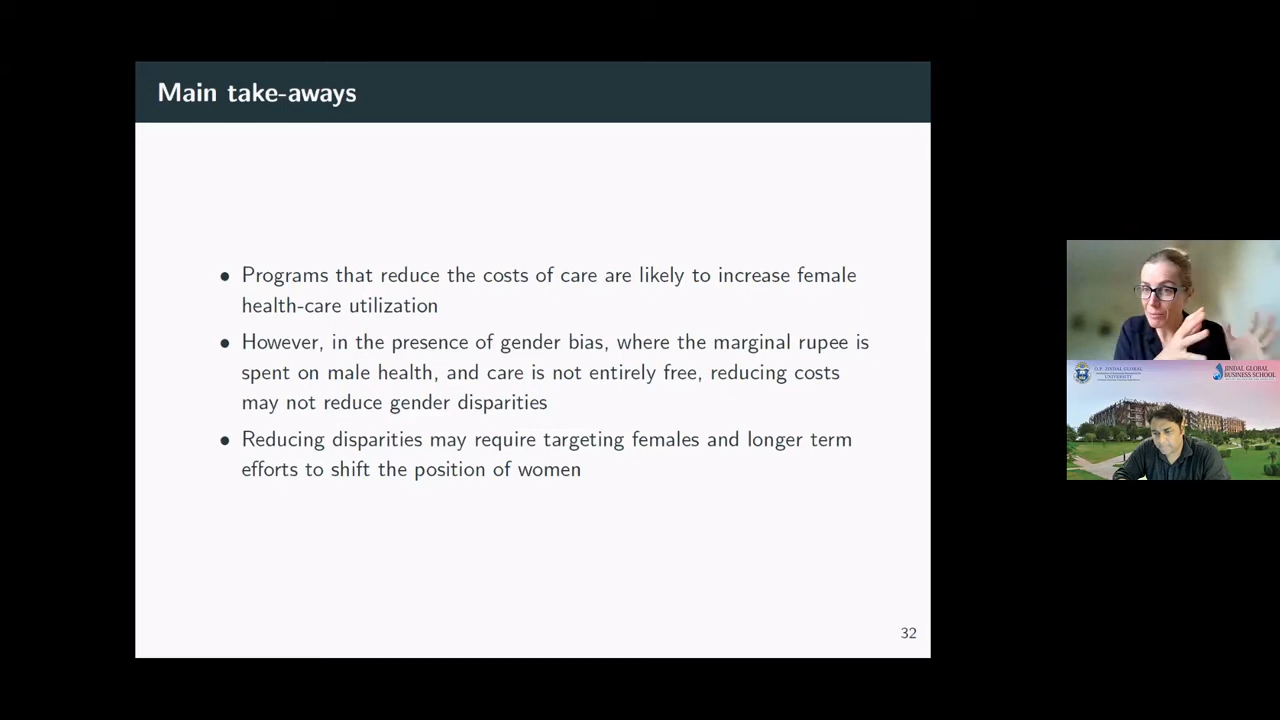 Main take-aways
• Programs that reduce the costs of care are likely to increase female
health-care utilization
• However, in the presence of gender bias, where the marginal rupee is
spent on male health, and care is not entirely free, reducing costs
may not reduce gender disparities
• Reducing disparities may require targeting females and longer term
efforts to shift the position of women
32
O.P. JINDAL GLOBAL
UNIVERSITY
JINDAL GLOBAL
BUSINESS SCHOOL